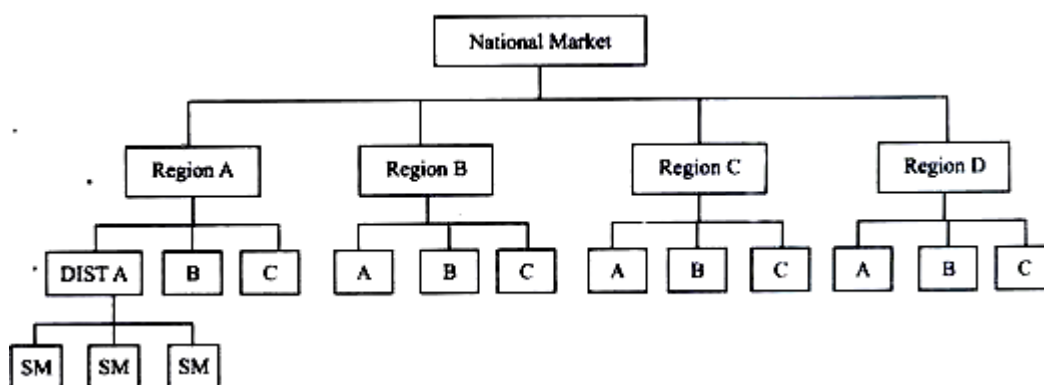 National Market
Region A Region B Region C Region D
DIST A B C A B C A B C A B C
SM SM SM